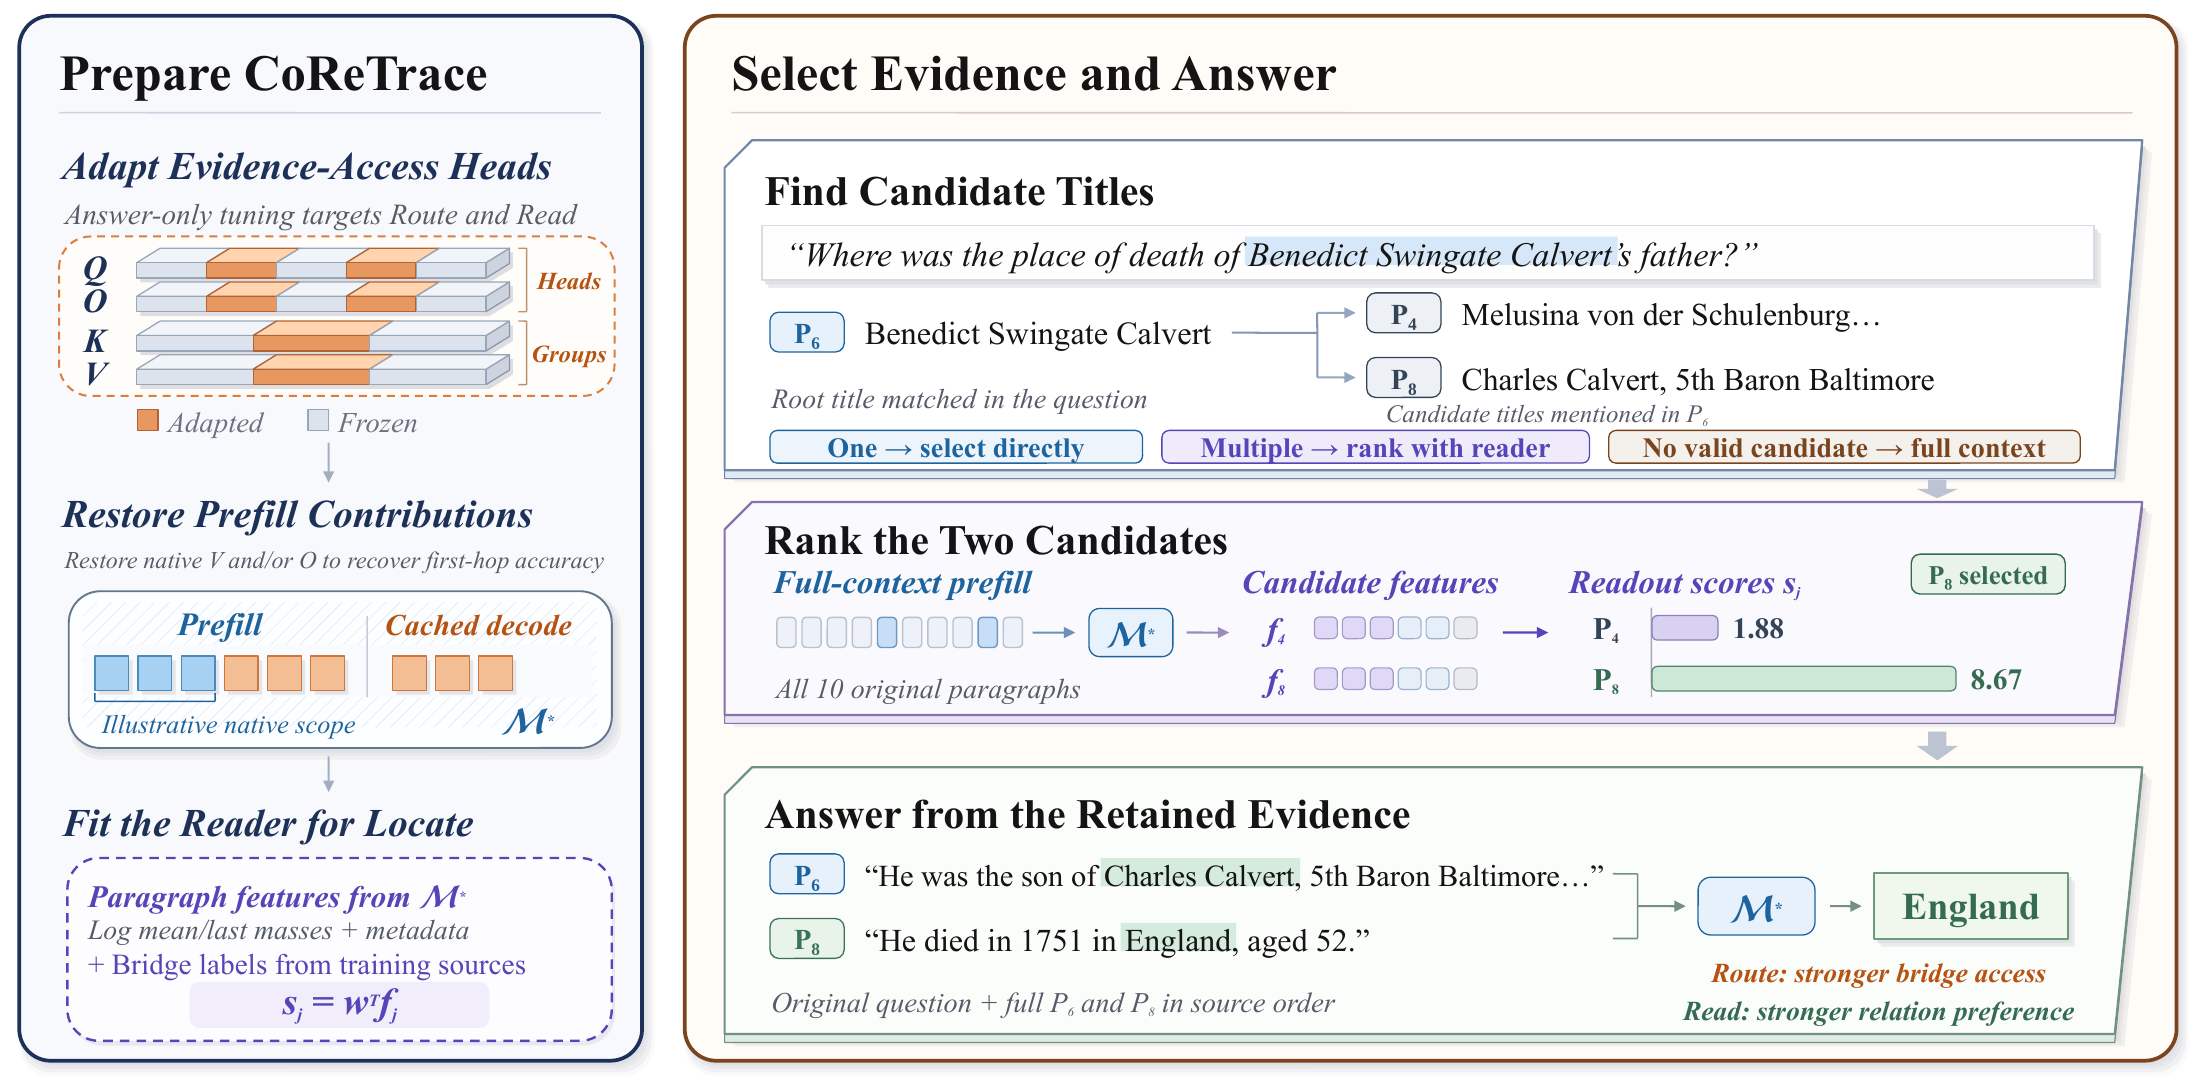 Prepare CoReTrace
Adapt Evidence-Access Heads
Answer-only tuning targets Route and Read
Q
O
K
V
Heads
Groups
Adapted
Frozen
Restore Prefill Contributions
Restore native V and/or O to recover first-hop accuracy
Prefill
Cached decode
Illustrative native scope
M*
Fit the Reader for Locate
Paragraph features from M*
Log mean/last masses + metadata
+ Bridge labels from training sources
s_j = w^T f_j
Select Evidence and Answer
Find Candidate Titles
“Where was the place of death of Benedict Swingate Calvert’s father?”
P6 Benedict Swingate Calvert
P4 Melusina von der Schulenburg…
P8 Charles Calvert, 5th Baron Baltimore
Root title matched in the question
Candidate titles mentioned in P6
One → select directly
Multiple → rank with reader
No valid candidate → full context
Rank the Two Candidates
Full-context prefill
Candidate features
Readout scores s_j
P8 selected
M*
f4
f8
P4 1.88
P8 8.67
All 10 original paragraphs
Answer from the Retained Evidence
P6 “He was the son of Charles Calvert, 5th Baron Baltimore…”
P8 “He died in 1751 in England, aged 52.”
M*
England
Original question + full P6 and P8 in source order
Route: stronger bridge access
Read: stronger relation preference